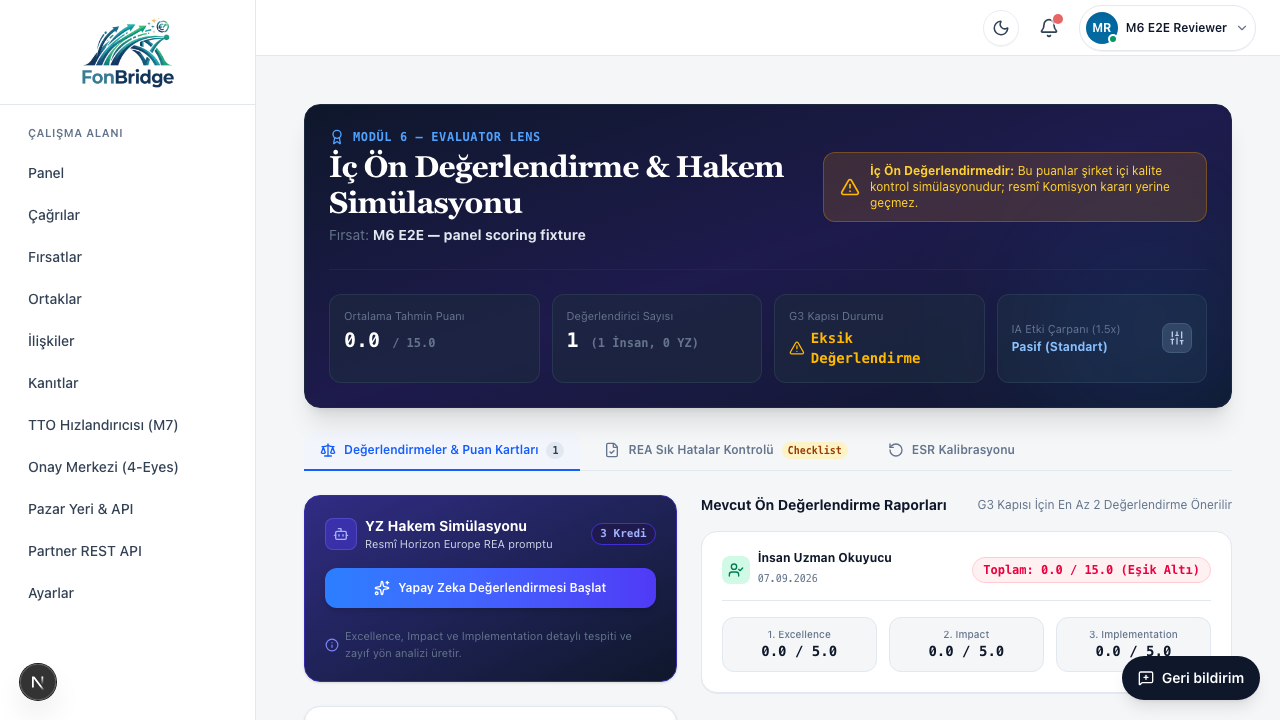 FonBridge
ÇALIŞMA ALANI
Panel
Çağrılar
Fırsatlar
Ortaklar
İlişkiler
Kanıtlar
TTO Hızlandırıcısı (M7)
Onay Merkezi (4-Eyes)
Pazar Yeri & API
Partner REST API
Ayarlar
N
MR
M6 E2E Reviewer
MODÜL 6 — EVALUATOR LENS
İç Ön Değerlendirme & Hakem
Simülasyonu
Fırsat: M6 E2E — panel scoring fixture
İç Ön Değerlendirmedir: Bu puanlar şirket içi kalite
kontrol simülasyonudur; resmî Komisyon kararı yerine
geçmez.
Ortalama Tahmin Puanı
0.0 / 15.0
Değerlendirici Sayısı
1 (1 İnsan, 0 YZ)
G3 Kapısı Durumu
Eksik
Değerlendirme
IA Etki Çarpanı (1.5x)
Pasif (Standart)
Değerlendirmeler & Puan Kartları 1
REA Sık Hatalar Kontrolü Checklist
ESR Kalibrasyonu
YZ Hakem Simülasyonu
Resmî Horizon Europe REA promptu
3 Kredi
Yapay Zeka Değerlendirmesi Başlat
Excellence, Impact ve Implementation detaylı tespiti ve
zayıf yön analizi üretir.
Mevcut Ön Değerlendirme Raporları
G3 Kapısı İçin En Az 2 Değerlendirme Önerilir
İnsan Uzman Okuyucu
07.09.2026
Toplam: 0.0 / 15.0 (Eşik Altı)
1. Excellence
0.0 / 5.0
2. Impact
0.0 / 5.0
3. Implementation
0.0 / 5.0
Geri bildirim